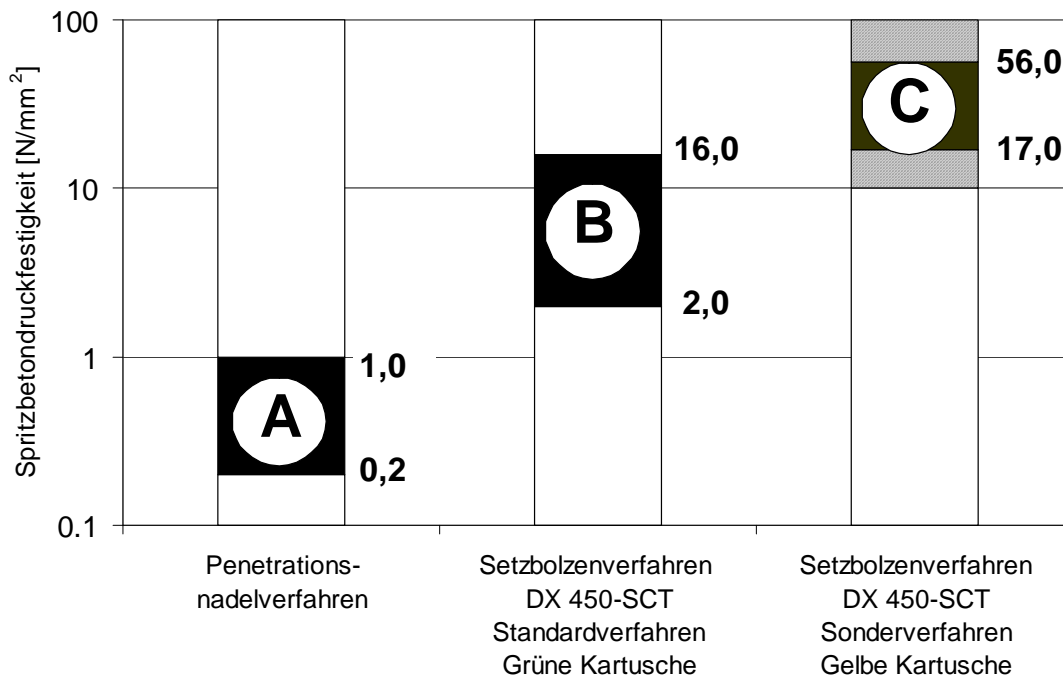 Spritzbetondruckfestigkeit [N/mm²]
100
10
1
0.1
A
1,0
0,2
B
16,0
2,0
C
56,0
17,0
Penetrations-
nadelverfahren
Setzbolzenverfahren
DX 450-SCT
Standardverfahren
Grüne Kartusche
Setzbolzenverfahren
DX 450-SCT
Sonderverfahren
Gelbe Kartusche